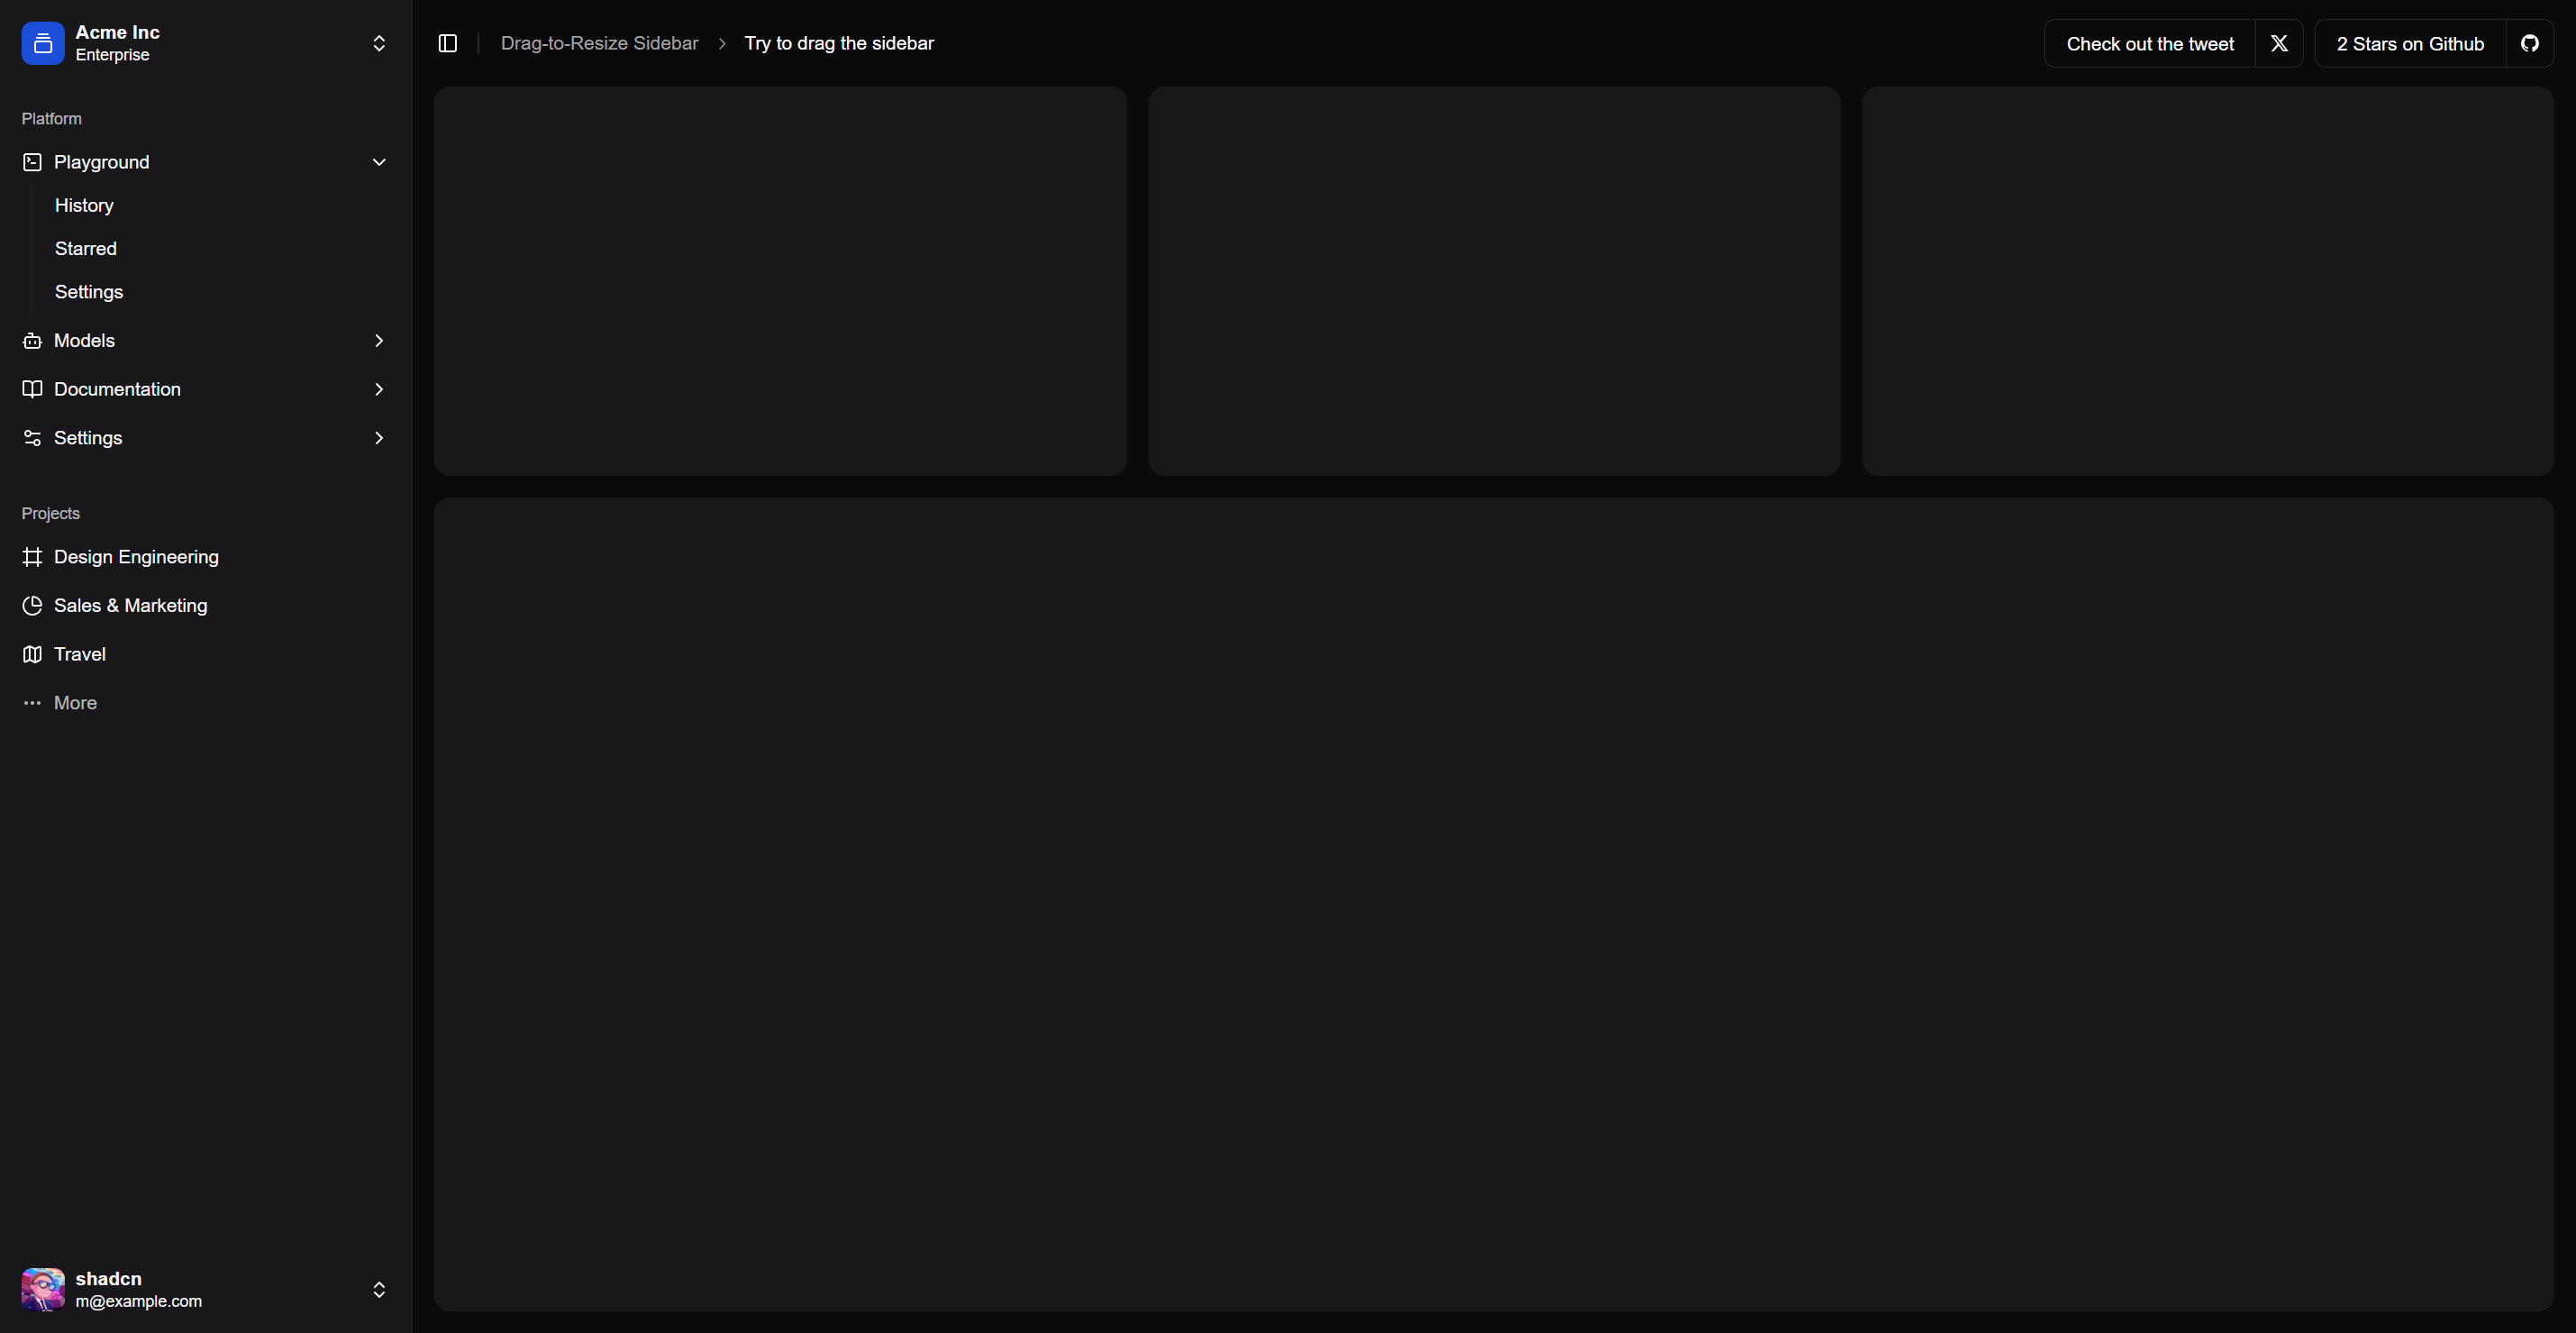 Acme Inc
Enterprise
Platform
Playground
History
Starred
Settings
Models
Documentation
Settings
Projects
Design Engineering
Sales & Marketing
Travel
More
shadcn
m@example.com
Drag-to-Resize Sidebar > Try to drag the sidebar
Check out the tweet
2 Stars on Github